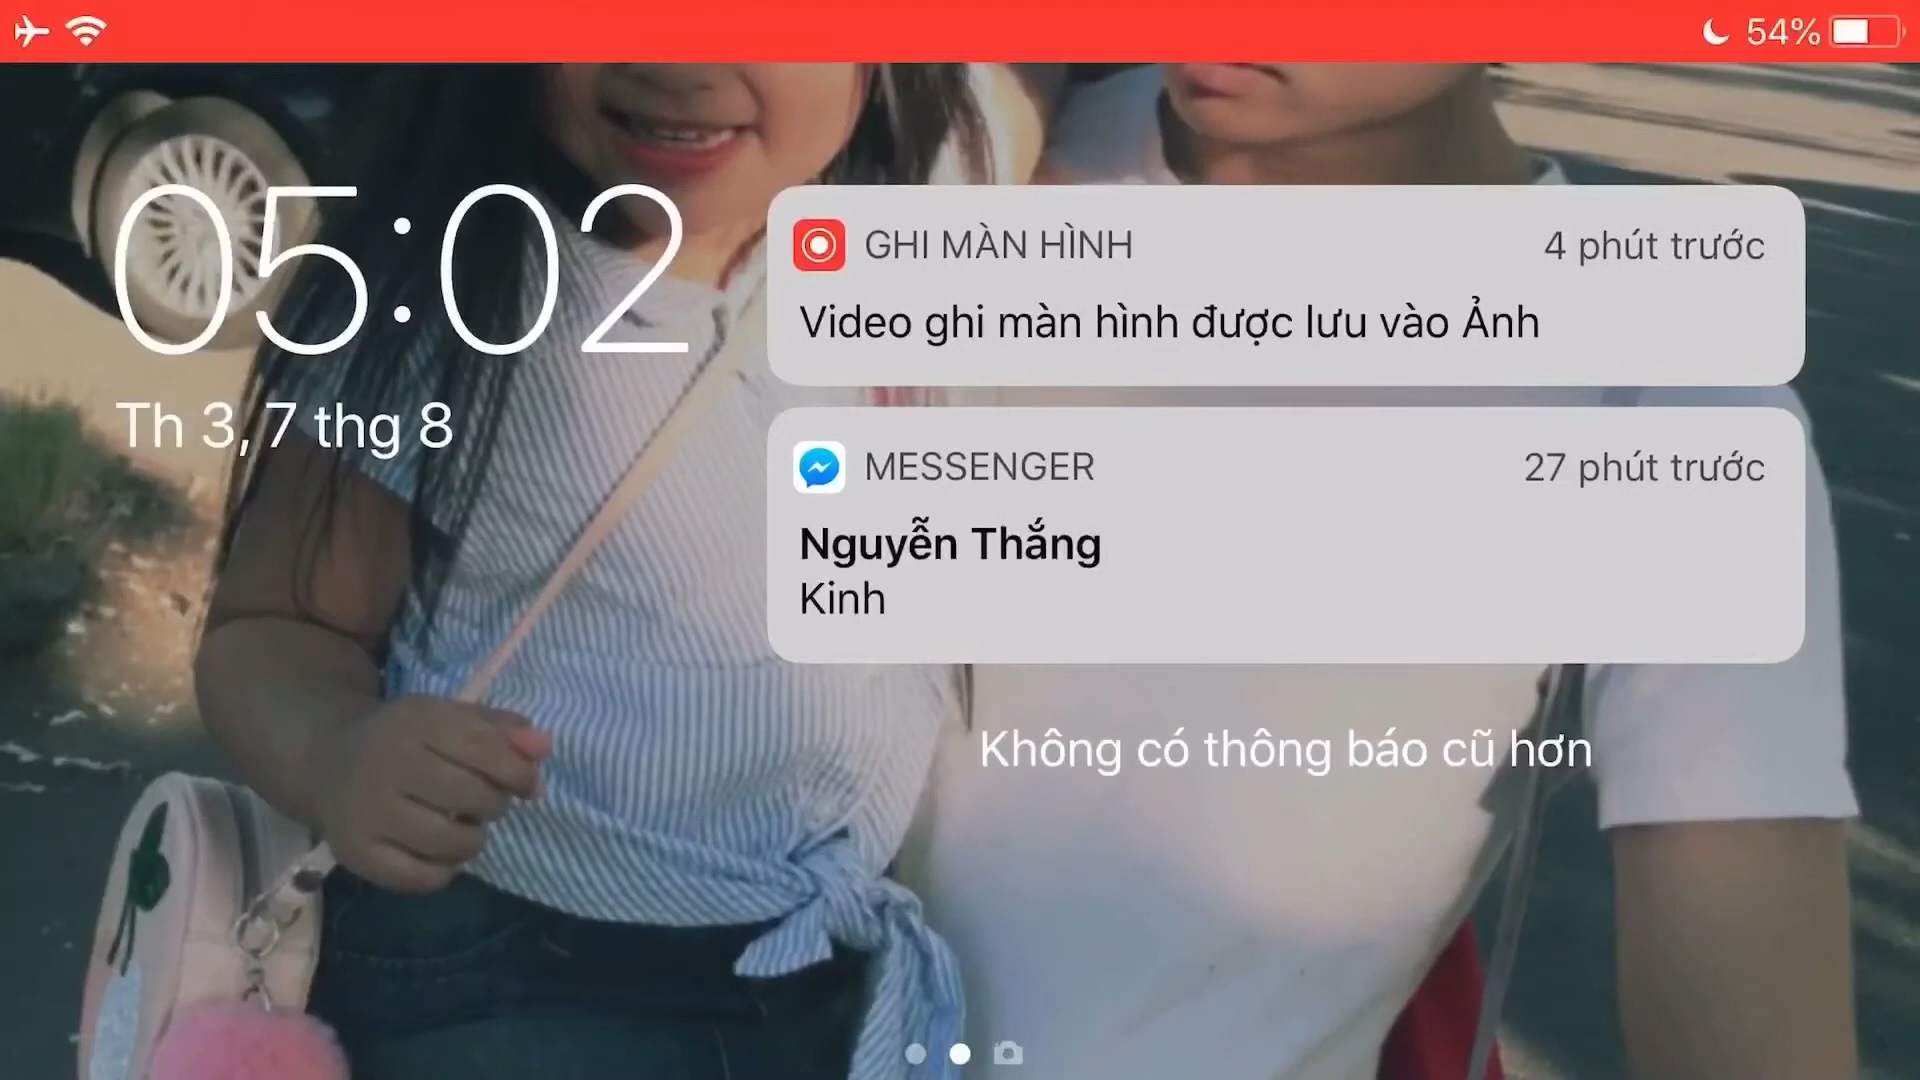 54%
05:02
Th 3, 7 thg 8
GHI MÀN HÌNH
4 phút trước
Video ghi màn hình được lưu vào Ảnh
MESSENGER
27 phút trước
Nguyễn Thắng
Kinh
Không có thông báo cũ hơn